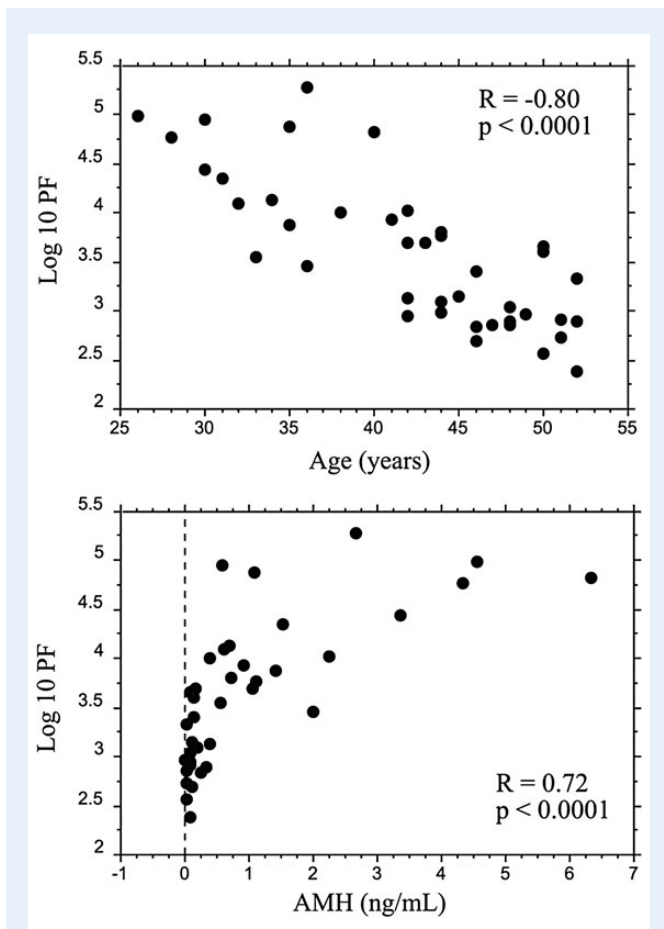 5.5
5
4.5
4
3.5
3
2.5
2
Log 10 PF
R = -0.80
p < 0.0001
25 30 35 40 45 50 55
Age (years)
5.5
5
4.5
4
3.5
3
2.5
2
Log 10 PF
R = 0.72
p < 0.0001
-1 0 1 2 3 4 5 6 7
AMH (ng/mL)